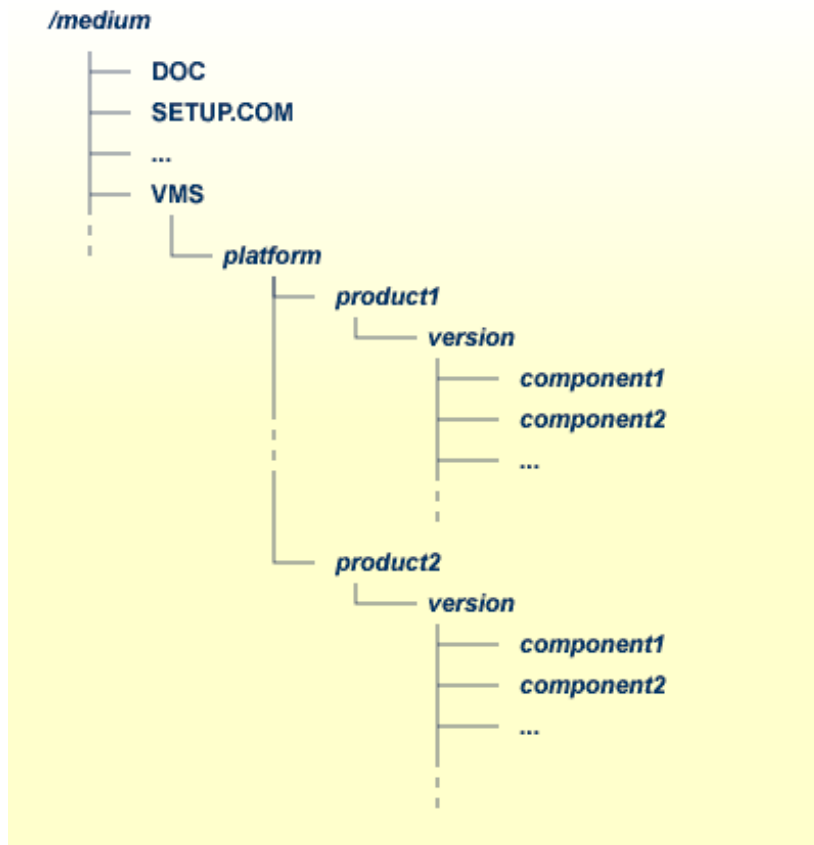 /medium
DOC
SETUP.COM
...
VMS
platform
product1
version
component1
component2
...
product2
version
component1
component2
...